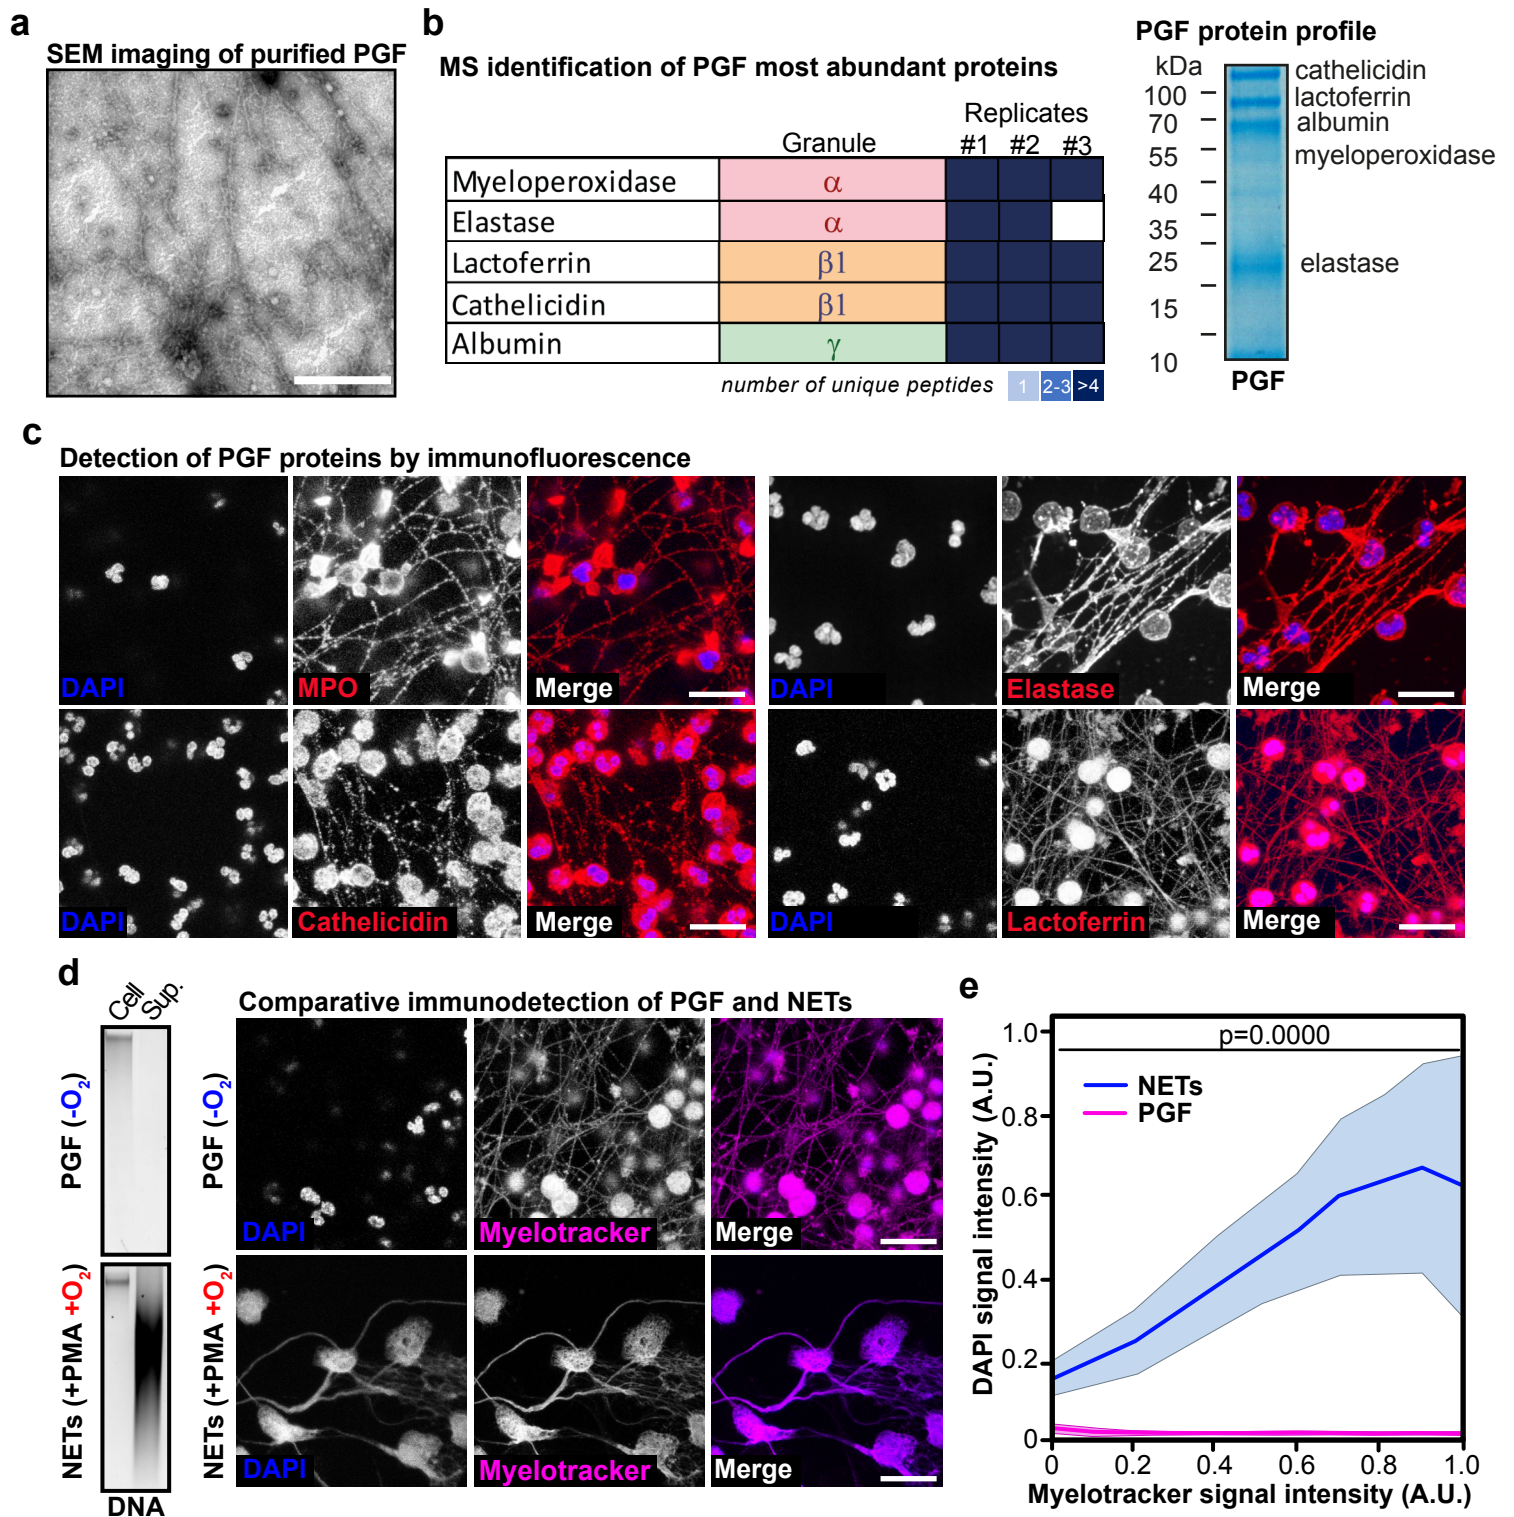 a
SEM imaging of purified PGF
b
MS identification of PGF most abundant proteins
Replicates
Granule #1 #2 #3
Myeloperoxidase α
Elastase α
Lactoferrin β1
Cathelicidin β1
Albumin γ
number of unique peptides 1 2-3 >4
PGF protein profile
kDa
100
70
55
40
35
25
15
10
cathelicidin
lactoferrin
albumin
myeloperoxidase
elastase
PGF
c
Detection of PGF proteins by immunofluorescence
DAPI MPO Merge DAPI Elastase Merge
DAPI Cathelicidin Merge DAPI Lactoferrin Merge
d
Cell Sup.
PGF (-O₂)
NETs (+PMA +O₂)
DNA
Comparative immunodetection of PGF and NETs
PGF (-O₂)
DAPI Myelotracker Merge
NETs (+PMA +O₂)
DAPI Myelotracker Merge
e
p=0.0000
NETs
PGF
DAPI signal intensity (A.U.)
1.0
0.8
0.6
0.4
0.2
0
0 0.2 0.4 0.6 0.8 1.0
Myelotracker signal intensity (A.U.)